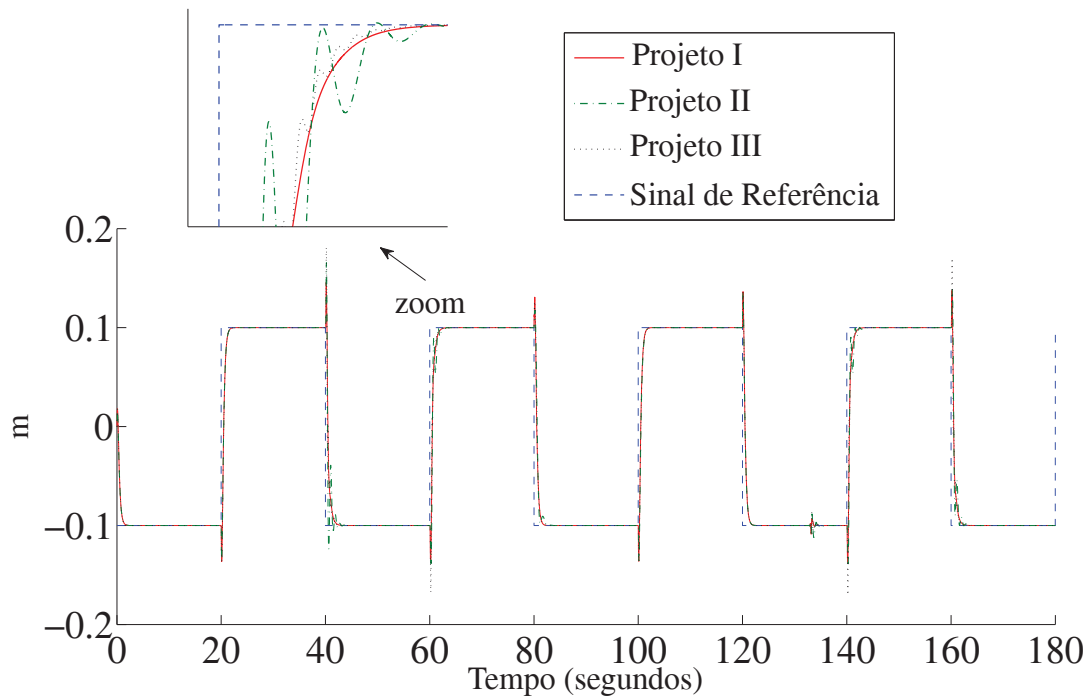 Projeto I
Projeto II
Projeto III
Sinal de Referência
zoom
m
0.2
0.1
0
−0.1
−0.2
0 20 40 60 80 100 120 140 160 180
Tempo (segundos)